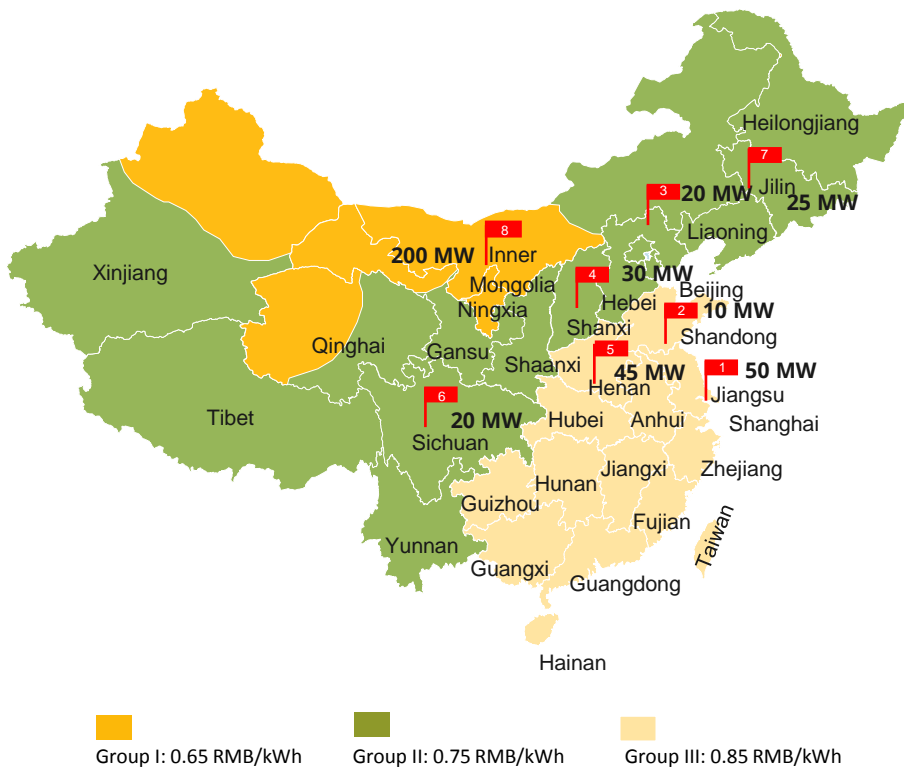 Heilongjiang
7
Jilin
3
20 MW
25 MW
Liaoning
8
200 MW
Inner
Xinjiang
Mongolia
4
30 MW
Beijing
Hebei
Ningxia
2
10 MW
Shanxi
Shandong
Qinghai
Gansu
5
Shaanxi
45 MW
1
50 MW
Henan
Jiangsu
6
Tibet
20 MW
Hubei
Anhui
Shanghai
Sichuan
Jiangxi
Zhejiang
Hunan
Guizhou
Fujian
Taiwan
Yunnan
Guangxi
Guangdong
Hainan
Group I: 0.65 RMB/kWh
Group II: 0.75 RMB/kWh
Group III: 0.85 RMB/kWh